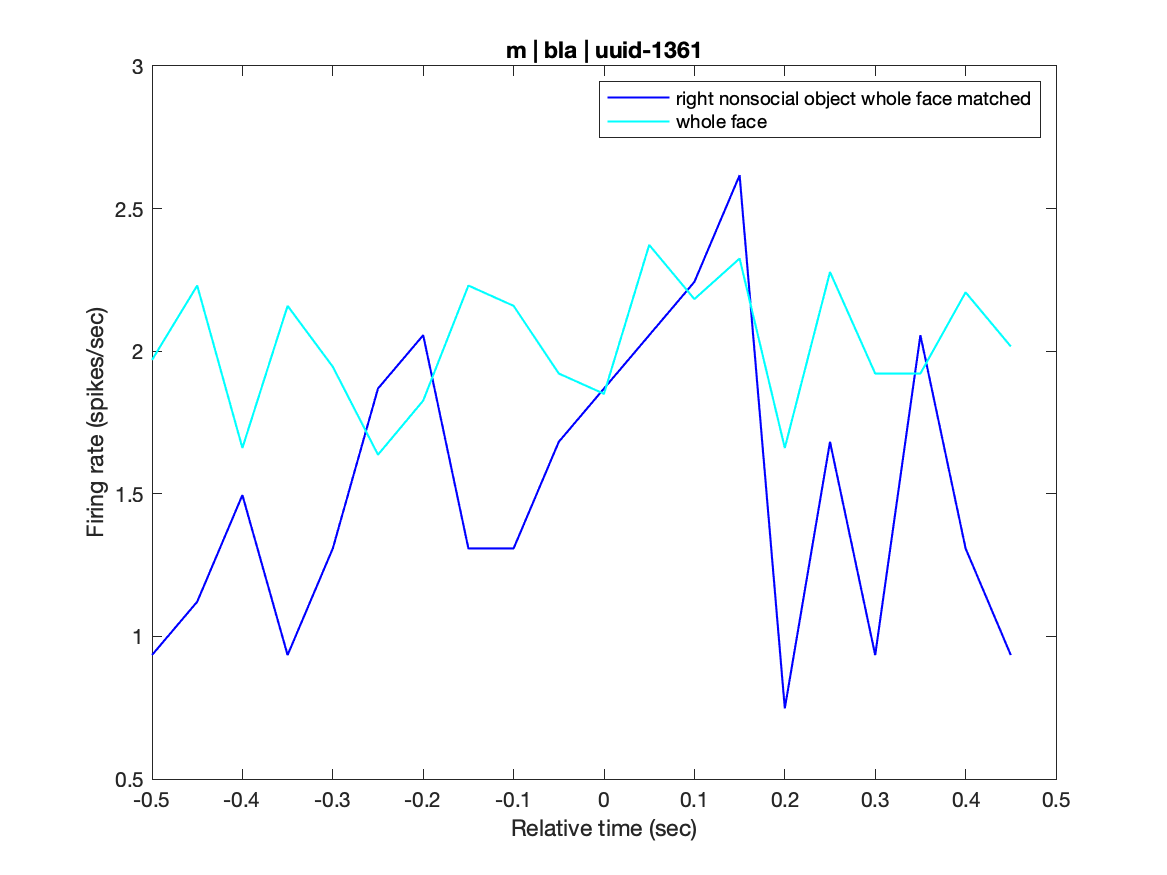 m | bla | uuid-1361
right nonsocial object whole face matched
whole face
Firing rate (spikes/sec)
3
2.5
2
1.5
1
0.5
-0.5 -0.4 -0.3 -0.2 -0.1 0 0.1 0.2 0.3 0.4 0.5
Relative time (sec)